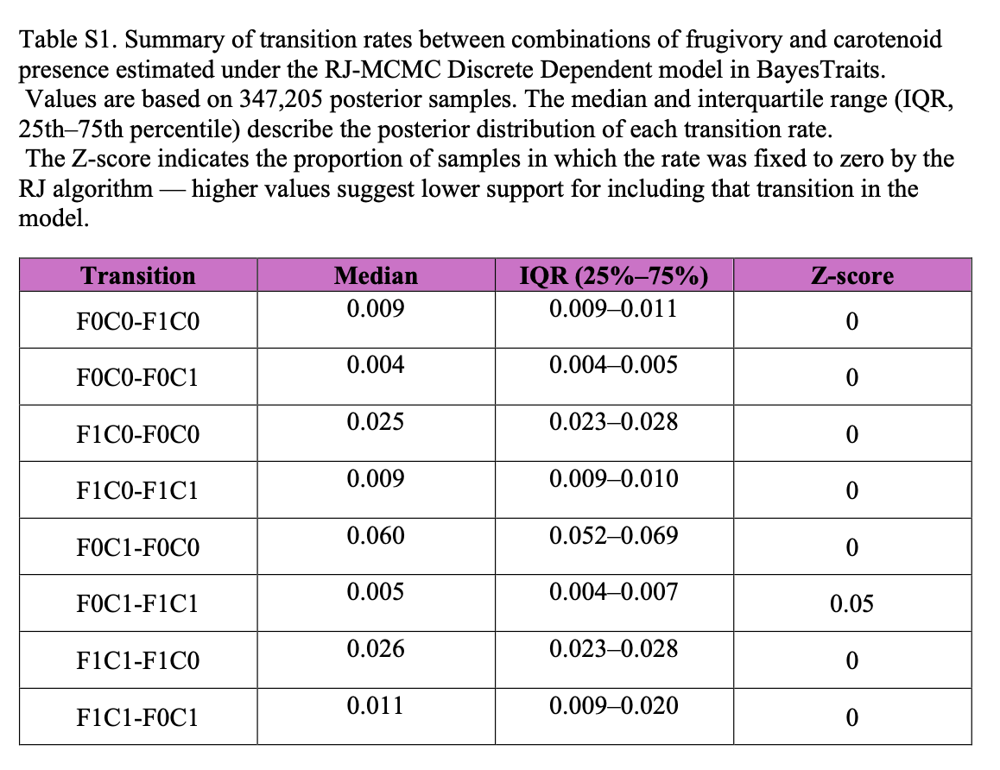 Table S1. Summary of transition rates between combinations of frugivory and carotenoid
presence estimated under the RJ-MCMC Discrete Dependent model in BayesTraits.
Values are based on 347,205 posterior samples. The median and interquartile range (IQR,
25th–75th percentile) describe the posterior distribution of each transition rate.
The Z-score indicates the proportion of samples in which the rate was fixed to zero by the
RJ algorithm — higher values suggest lower support for including that transition in the
model.
Transition Median IQR (25%–75%) Z-score
F0C0-F1C0 0.009 0.009–0.011 0
F0C0-F0C1 0.004 0.004–0.005 0
F1C0-F0C0 0.025 0.023–0.028 0
F1C0-F1C1 0.009 0.009–0.010 0
F0C1-F0C0 0.060 0.052–0.069 0
F0C1-F1C1 0.005 0.004–0.007 0.05
F1C1-F1C0 0.026 0.023–0.028 0
F1C1-F0C1 0.011 0.009–0.020 0